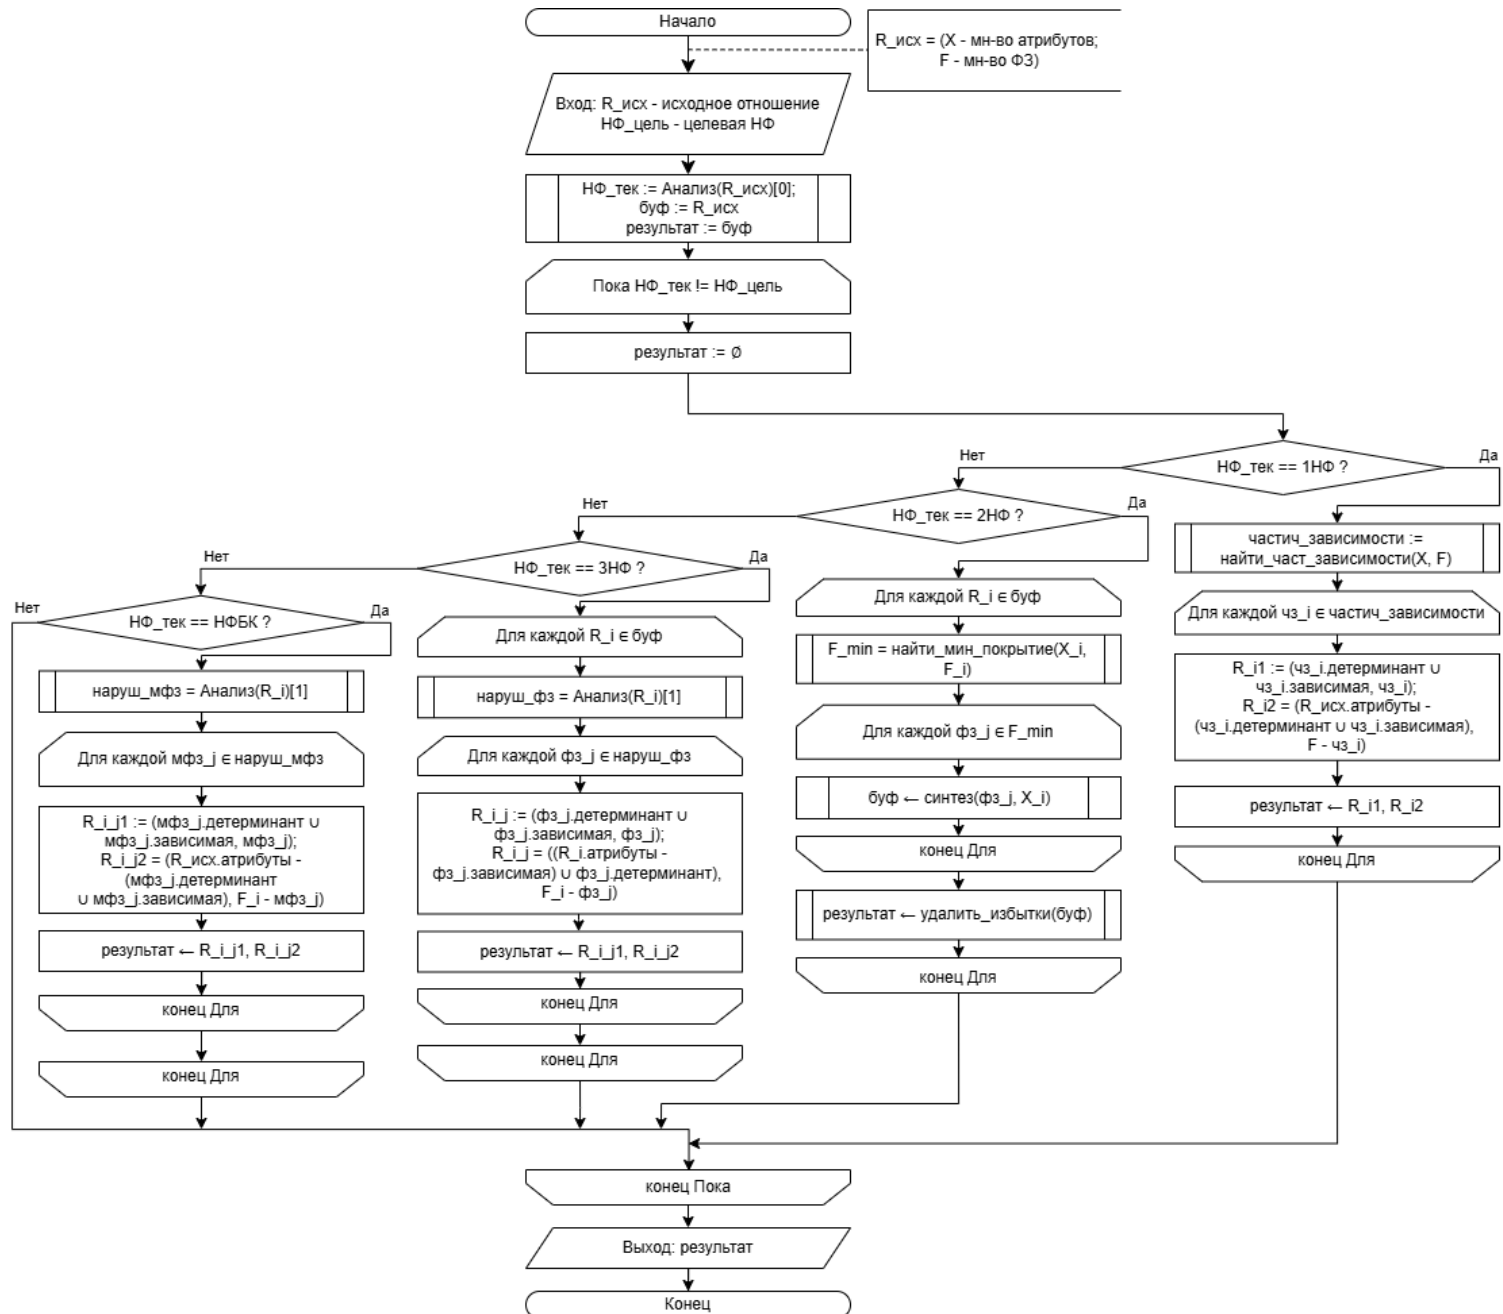 Начало
R_исх = (X - мн-во атрибутов;
F - мн-во ФЗ)
Вход: R_исх - исходное отношение
НФ_цель - целевая НФ
НФ_тек := Анализ(R_исх)[0];
буф := R_исх
результат := буф
Пока НФ_тек != НФ_цель
результат := ∅
НФ_тек == 1НФ ?
Нет
Да
НФ_тек == 2НФ ?
Нет
Да
НФ_тек == 3НФ ?
Нет
Да
НФ_тек == НФБК ?
Нет
Да
наруш_мфз = Анализ(R_i)[1]
Для каждой мфз_j ∈ наруш_мфз
R_i_j1 := (мфз_j.детерминант ∪
мфз_j.зависимая, мфз_j);
R_i_j2 = (R_исх.атрибуты -
(мфз_j.детерминант
∪ мфз_j.зависимая), F_i - мфз_j)
результат ← R_i_j1, R_i_j2
конец Для
конец Для
Для каждой R_i ∈ буф
наруш_фз = Анализ(R_i)[1]
Для каждой фз_j ∈ наруш_фз
R_i_j := (фз_j.детерминант ∪
фз_j.зависимая, фз_j);
R_i_j = ((R_i.атрибуты -
фз_j.зависимая) ∪ фз_j.детерминант),
F_i - фз_j)
результат ← R_i_j1, R_i_j2
конец Для
конец Для
Для каждой R_i ∈ буф
F_min = найти_мин_покрытие(X_i,
F_i)
Для каждой фз_j ∈ F_min
буф ← синтез(фз_j, X_i)
конец Для
результат ← удалить_избытки(буф)
конец Для
частич_зависимости :=
найти_част_зависимости(X, F)
Для каждой чз_i ∈ частич_зависимости
R_i1 := (чз_i.детерминант ∪
чз_i.зависимая, чз_i);
R_i2 = (R_исх.атрибуты -
(чз_i.детерминант ∪ чз_i.зависимая),
F - чз_i)
результат ← R_i1, R_i2
конец Для
конец Пока
Выход: результат
Конец